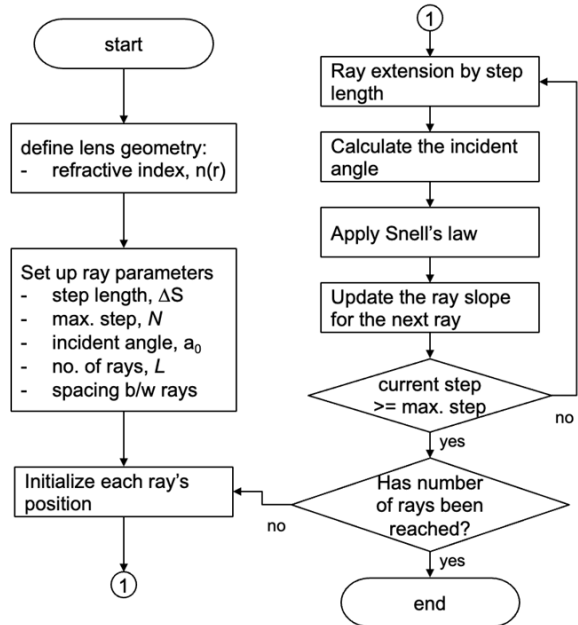 start
define lens geometry:
- refractive index, n(r)
Set up ray parameters
- step length, ΔS
- max. step, N
- incident angle, a₀
- no. of rays, L
- spacing b/w rays
Initialize each ray's
position
1
1
Ray extension by step
length
Calculate the incident
angle
Apply Snell's law
Update the ray slope
for the next ray
current step
>= max. step
no
yes
Has number
of rays been
reached?
no
yes
end